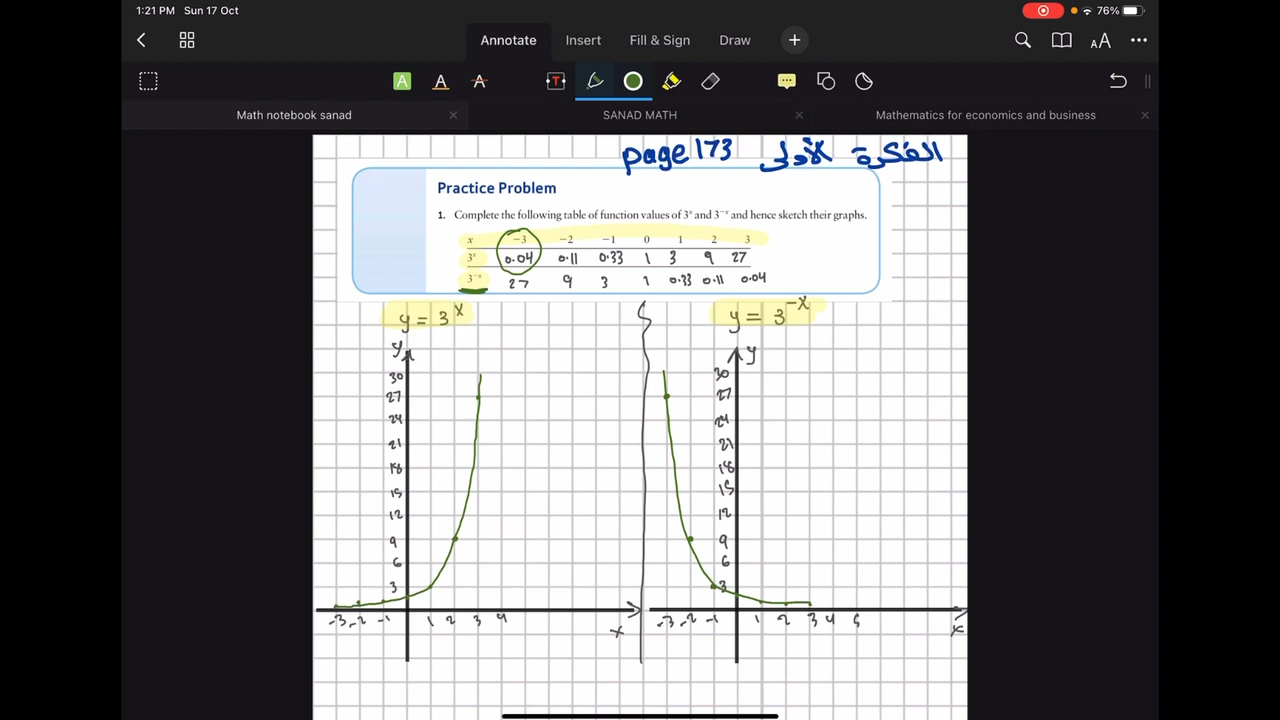 1:21 PM Sun 17 Oct 76%
Annotate Insert Fill & Sign Draw
Math notebook sanad SANAD MATH Mathematics for economics and business
page 173 الفكرة الأولى
Practice Problem
1. Complete the following table of function values of 3ˣ and 3⁻ˣ and hence sketch their graphs.
x −3 −2 −1 0 1 2 3
3ˣ 0.04 0.11 0.33 1 3 9 27
3⁻ˣ 27 9 3 1 0.33 0.11 0.04
y = 3ˣ
y = 3⁻ˣ
y
30
27
24
21
18
15
12
9
6
3
-3 -2 -1 1 2 3 4
x
y
30
27
24
21
18
15
12
9
6
3
-3 -2 -1 1 2 3 4 5
x